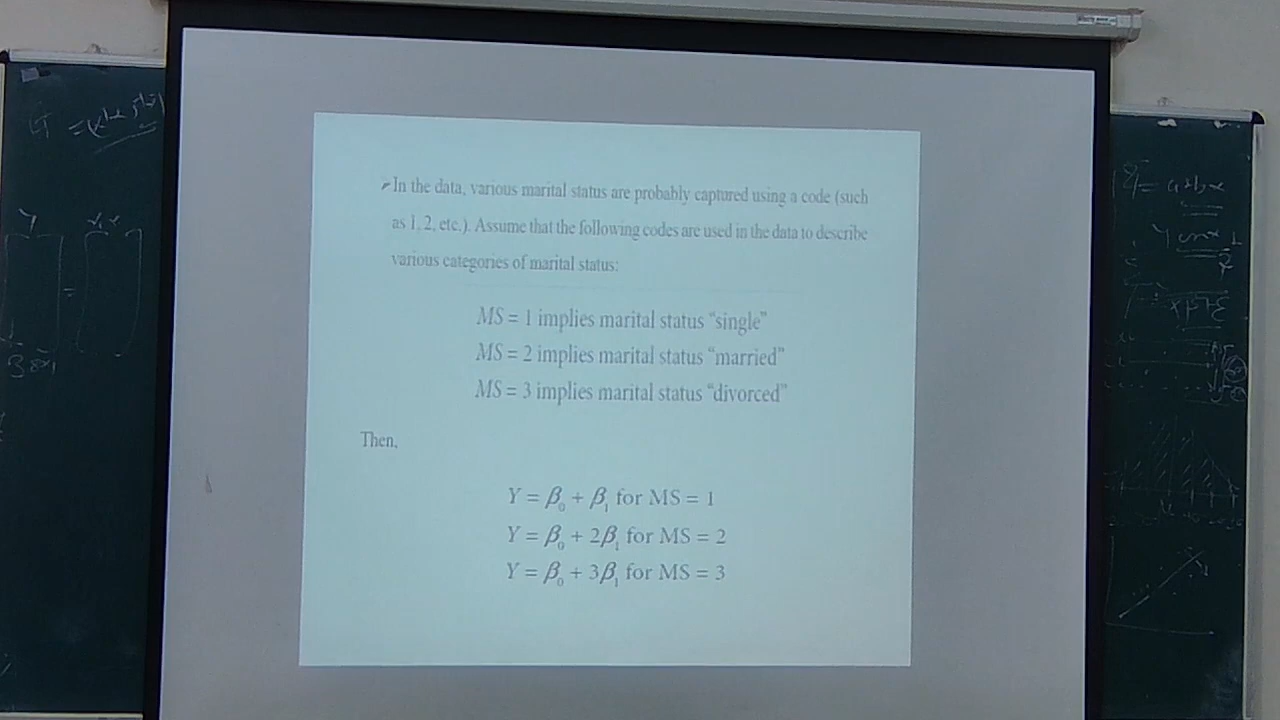 In the data, various marital status are probably captured using a code (such
as 1, 2, etc.). Assume that the following codes are used in the data to describe
various categories of marital status:
MS = 1 implies marital status “single”
MS = 2 implies marital status “married”
MS = 3 implies marital status “divorced”
Then,
Y = β₀ + β₁ for MS = 1
Y = β₀ + 2β₁ for MS = 2
Y = β₀ + 3β₁ for MS = 3